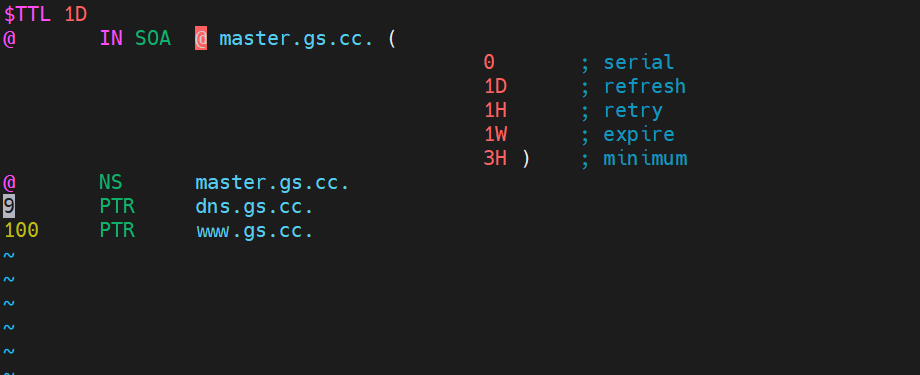 $TTL 1D
@       IN SOA  @ master.gs.cc. (
                                        0       ; serial
                                        1D      ; refresh
                                        1H      ; retry
                                        1W      ; expire
                                        3H )    ; minimum
@       NS      master.gs.cc.
9       PTR     dns.gs.cc.
100     PTR     www.gs.cc.
~
~
~
~
~
~